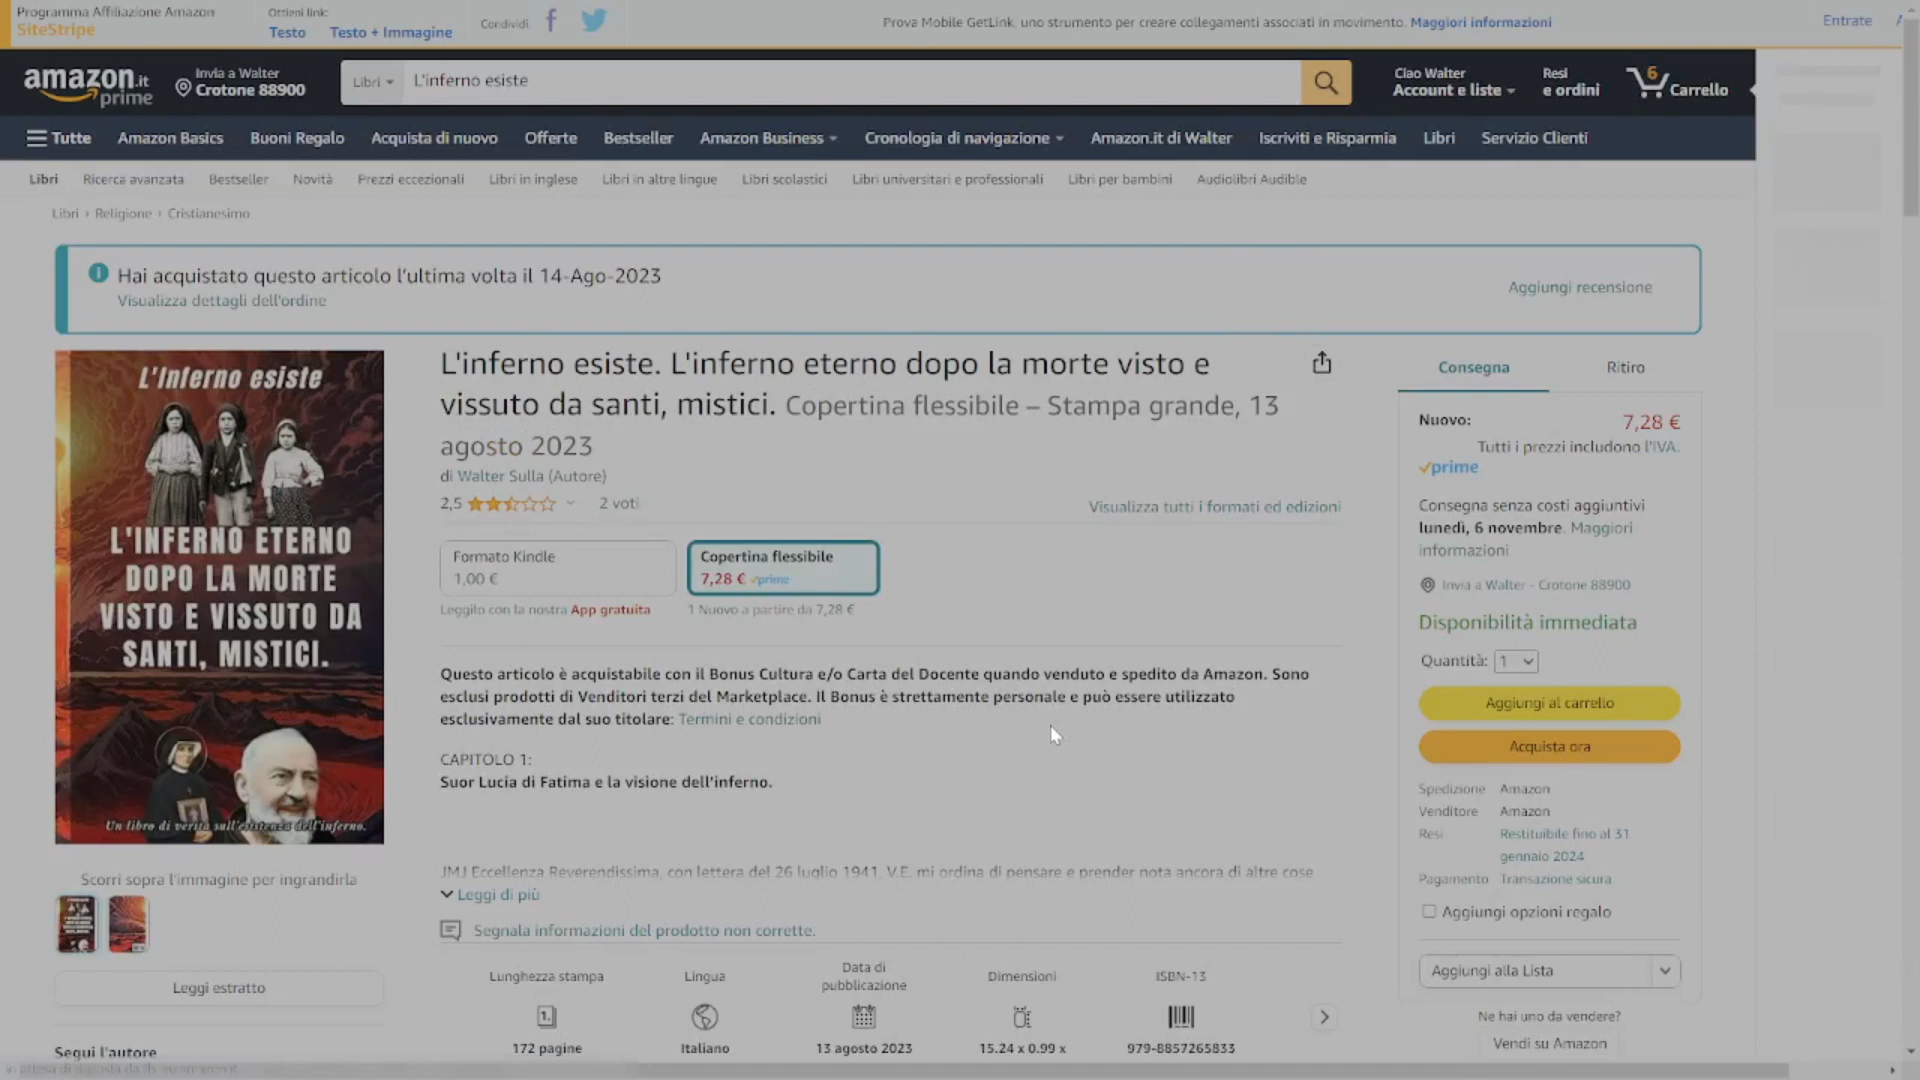 Programma Affiliazione Amazon
SiteStripe
Ottieni link:
Testo
Testo + Immagine
Condividi
Prova Mobile GetLink, uno strumento per creare collegamenti associati in movimento. Maggiori informazioni
Entrate
amazon.it
prime
Invia a Walter
Crotone 88900
Libri
L'inferno esiste
Ciao Walter
Account e liste
Resi
e ordini
6
Carrello
Tutte
Amazon Basics
Buoni Regalo
Acquista di nuovo
Offerte
Bestseller
Amazon Business
Cronologia di navigazione
Amazon.it di Walter
Iscriviti e Risparmia
Libri
Servizio Clienti
Libri
Ricerca avanzata
Bestseller
Novità
Prezzi eccezionali
Libri in inglese
Libri in altre lingue
Libri scolastici
Libri universitari e professionali
Libri per bambini
Audiolibri Audible
Libri › Religione › Cristianesimo
Hai acquistato questo articolo l'ultima volta il 14-Ago-2023
Visualizza dettagli dell'ordine
Aggiungi recensione
L'Inferno esiste
L'INFERNO ETERNO
DOPO LA MORTE
VISTO E VISSUTO DA
SANTI, MISTICI.
Un libro di verità sull'esistenza dell'inferno.
Scorri sopra l'immagine per ingrandirla
Leggi estratto
Segui l'autore
L'inferno esiste. L'inferno eterno dopo la morte visto e
vissuto da santi, mistici. Copertina flessibile – Stampa grande, 13
agosto 2023
di Walter Sulla (Autore)
2,5
2 voti
Visualizza tutti i formati ed edizioni
Formato Kindle
1,00 €
Leggilo con la nostra App gratuita
Copertina flessibile
7,28 € prime
1 Nuovo a partire da 7,28 €
Questo articolo è acquistabile con il Bonus Cultura e/o Carta del Docente quando venduto e spedito da Amazon. Sono
esclusi prodotti di Venditori terzi del Marketplace. Il Bonus è strettamente personale e può essere utilizzato
esclusivamente dal suo titolare: Termini e condizioni
CAPITOLO 1:
Suor Lucia di Fatima e la visione dell'inferno.
JMJ Eccellenza Reverendissima, con lettera del 26 luglio 1941, V.E. mi ordina di pensare e prender nota ancora di altre cose
Leggi di più
Segnala informazioni del prodotto non corrette.
Lunghezza stampa
172 pagine
Lingua
Italiano
Data di
pubblicazione
13 agosto 2023
Dimensioni
15.24 x 0.99 x
ISBN-13
979-8857265833
Consegna
Ritiro
Nuovo:
7,28 €
Tutti i prezzi includono l'IVA.
prime
Consegna senza costi aggiuntivi
lunedì, 6 novembre. Maggiori
informazioni
Invia a Walter - Crotone 88900
Disponibilità immediata
Quantità: 1
Aggiungi al carrello
Acquista ora
Spedizione Amazon
Venditore Amazon
Resi Restituibile fino al 31
gennaio 2024
Pagamento Transazione sicura
Aggiungi opzioni regalo
Aggiungi alla Lista
Ne hai uno da vendere?
Vendi su Amazon